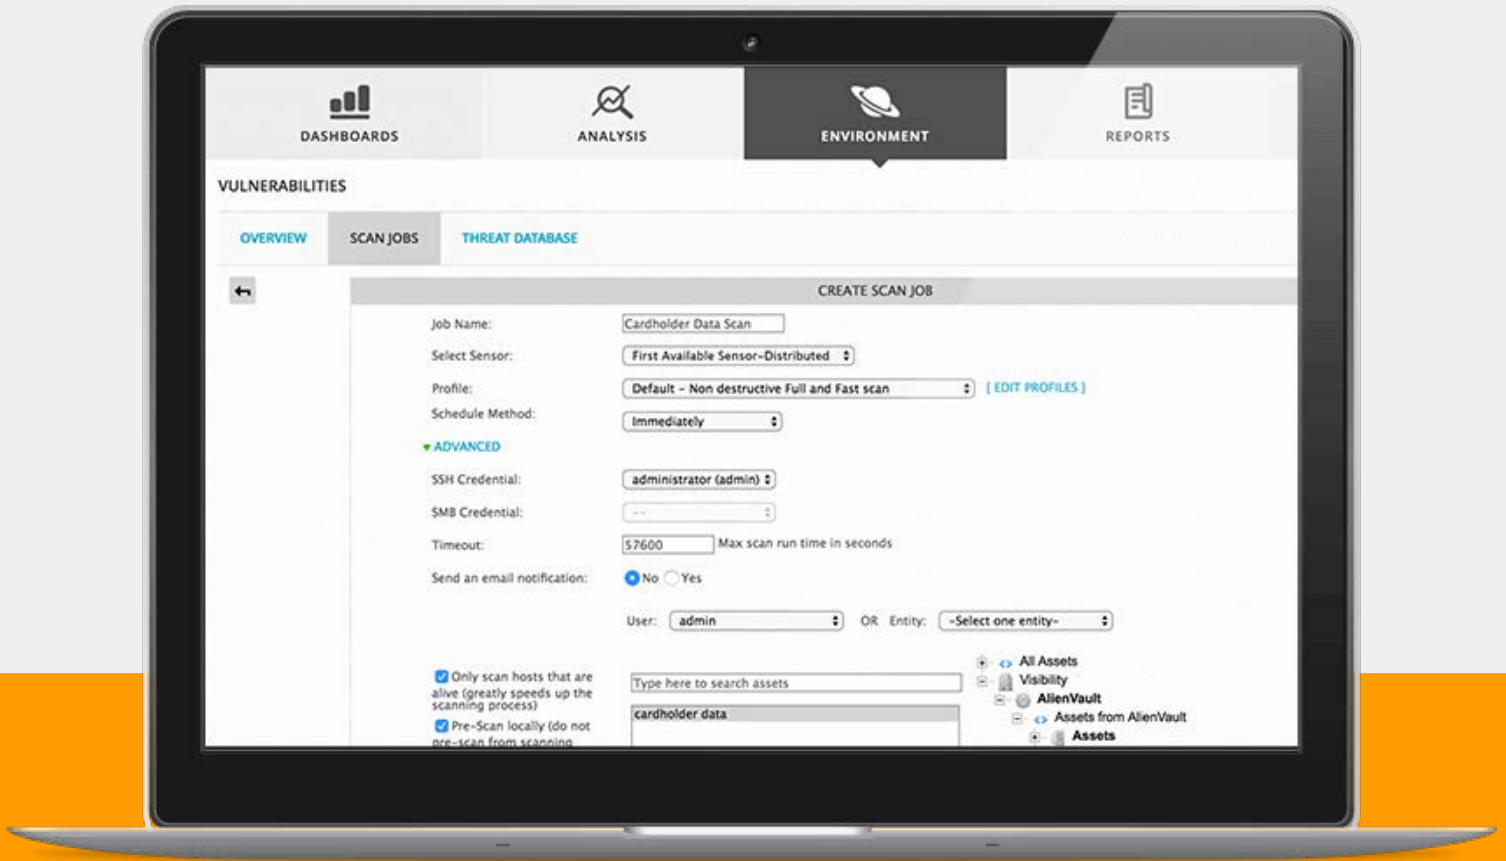 DASHBOARDS
ANALYSIS
ENVIRONMENT
REPORTS
VULNERABILITIES
OVERVIEW
SCAN JOBS
THREAT DATABASE
CREATE SCAN JOB
Job Name:
Cardholder Data Scan
Select Sensor:
First Available Sensor-Distributed
Profile:
Default - Non destructive Full and Fast scan
[ EDIT PROFILES ]
Schedule Method:
Immediately
ADVANCED
SSH Credential:
administrator (admin)
SMB Credential:
--
Timeout:
57600
Max scan run time in seconds
Send an email notification:
No
Yes
User:
admin
OR Entity:
-Select one entity-
Only scan hosts that are
alive (greatly speeds up the
scanning process)
Pre-Scan locally (do not
pre-scan from scanning
Type here to search assets
cardholder data
All Assets
Visibility
AlienVault
Assets from AlienVault
Assets